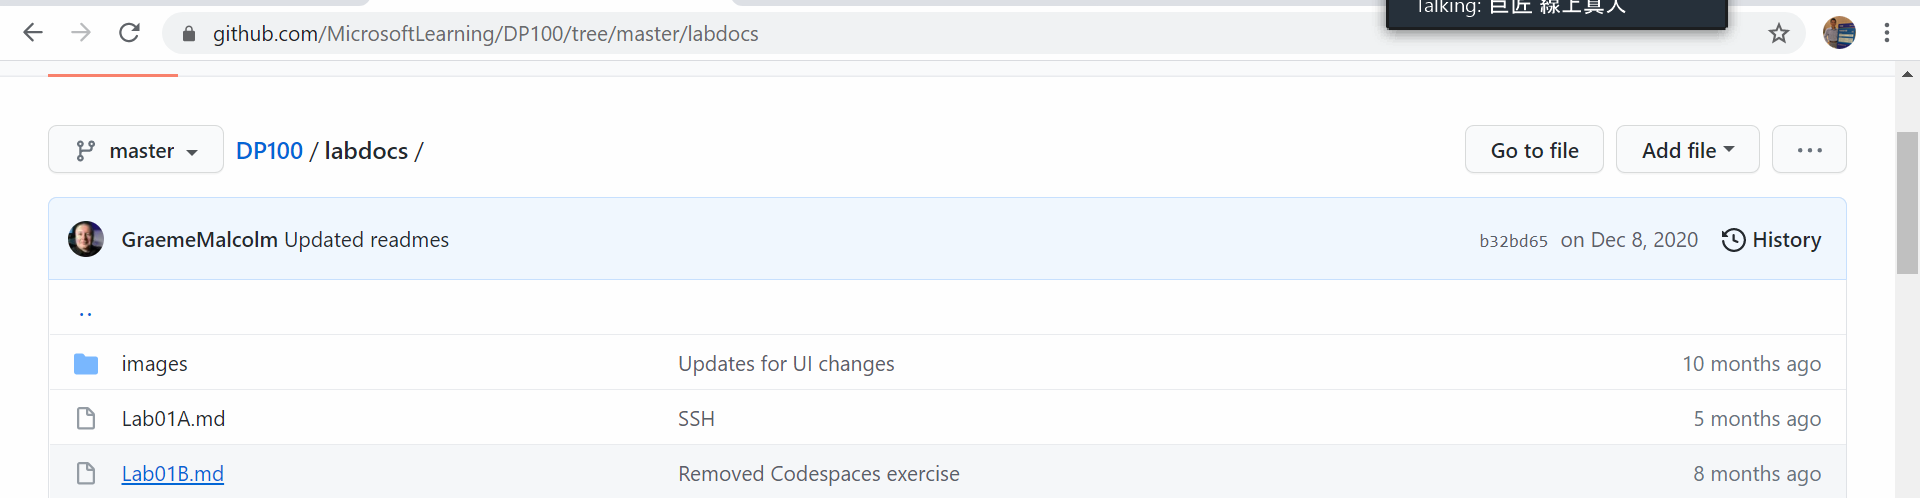 Talking: 巨匠 線上真人
github.com/MicrosoftLearning/DP100/tree/master/labdocs
master DP100 / labdocs / Go to file Add file ...
GraemeMalcolm Updated readmes b32bd65 on Dec 8, 2020 History
..
images Updates for UI changes 10 months ago
Lab01A.md SSH 5 months ago
Lab01B.md Removed Codespaces exercise 8 months ago